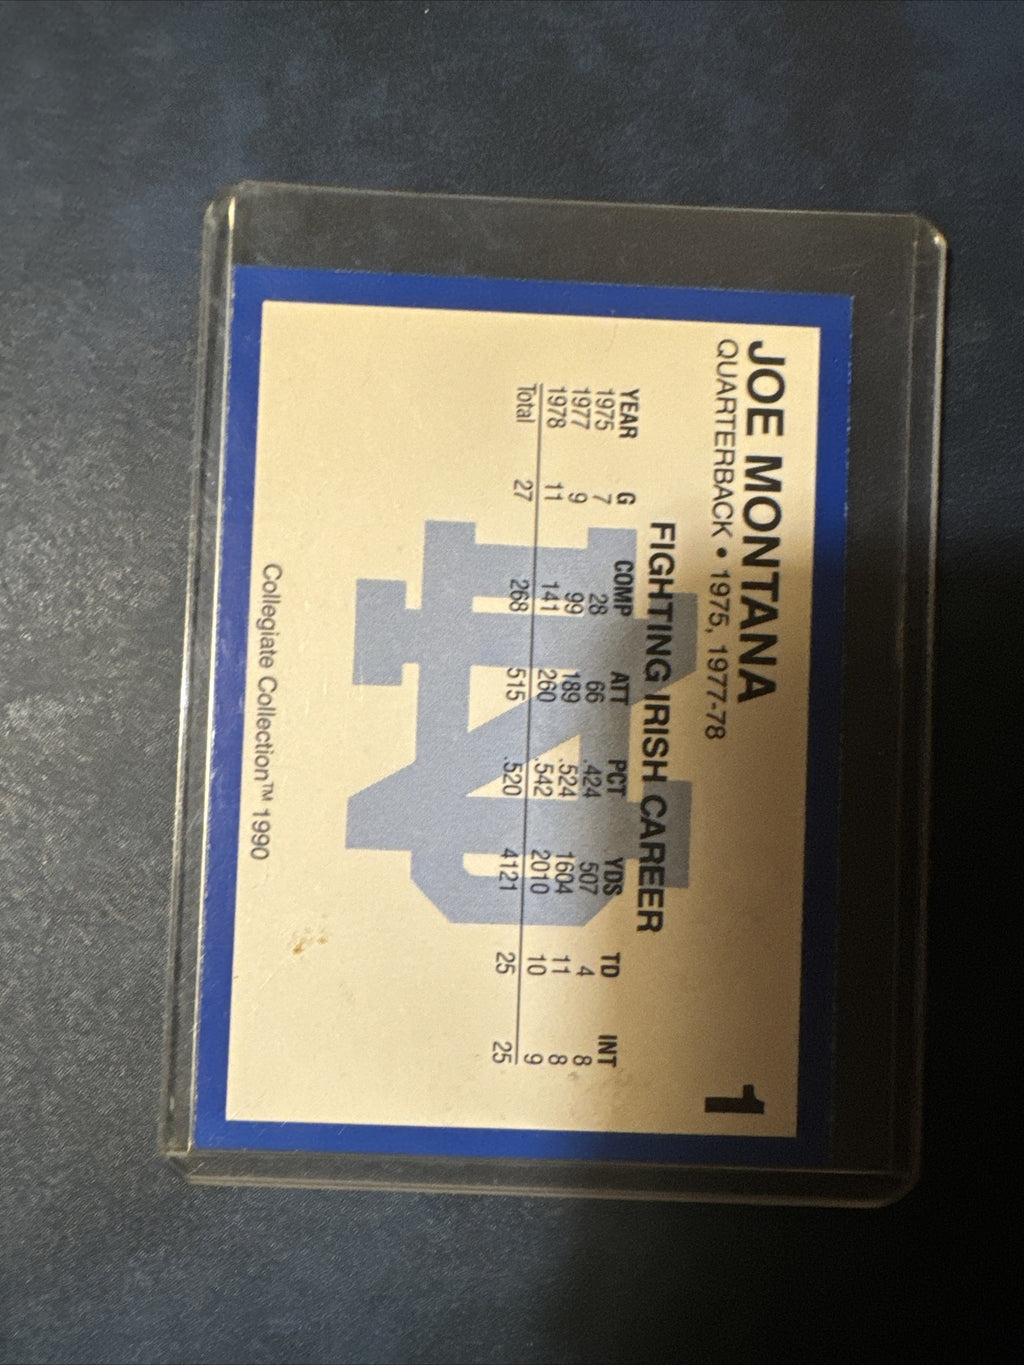 JOE MONTANA
1
QUARTERBACK • 1975, 1977-78
FIGHTING IRISH CAREER
YEAR G COMP ATT PCT YDS TD INT
1975 7 28 66 .424 507 4 8
1977 9 99 189 .524 1604 11 8
1978 11 141 260 .542 2010 10 9
Total 27 268 515 .520 4121 25 25
Collegiate Collection™ 1990